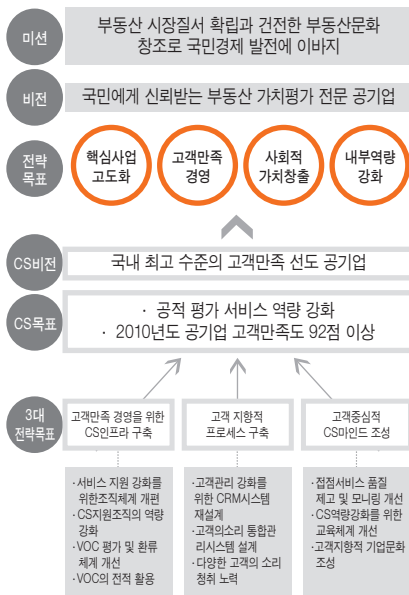 미션
부동산 시장질서 확립과 건전한 부동산문화
창조로 국민경제 발전에 이바지
비전
국민에게 신뢰받는 부동산 가치평가 전문 공기업
전략
목표
핵심사업
고도화
고객만족
경영
사회적
가치창출
내부역량
강화
CS비전
국내 최고 수준의 고객만족 선도 공기업
CS목표
· 공적 평가 서비스 역량 강화
· 2010년도 공기업 고객만족도 92점 이상
3대
전략목표
고객만족 경영을 위한
CS인프라 구축
고객 지향적
프로세스 구축
고객중심적
CS마인드 조성
·서비스 지원 강화를
위한조직체계 개편
·CS지원조직의 역량
강화
·VOC 평가 및 환류
체계 개선
·VOC의 전적 활용
·고객관리 강화를
위한 CRM시스템
재설계
·고객의소리 통합관
리시스템 설계
·다양한 고객의 소리
청취 노력
·접점서비스 품질
제고 및 모니링 개선
·CS역량강화를 위한
교육체계 개선
·고객지향적 기업문화
조성